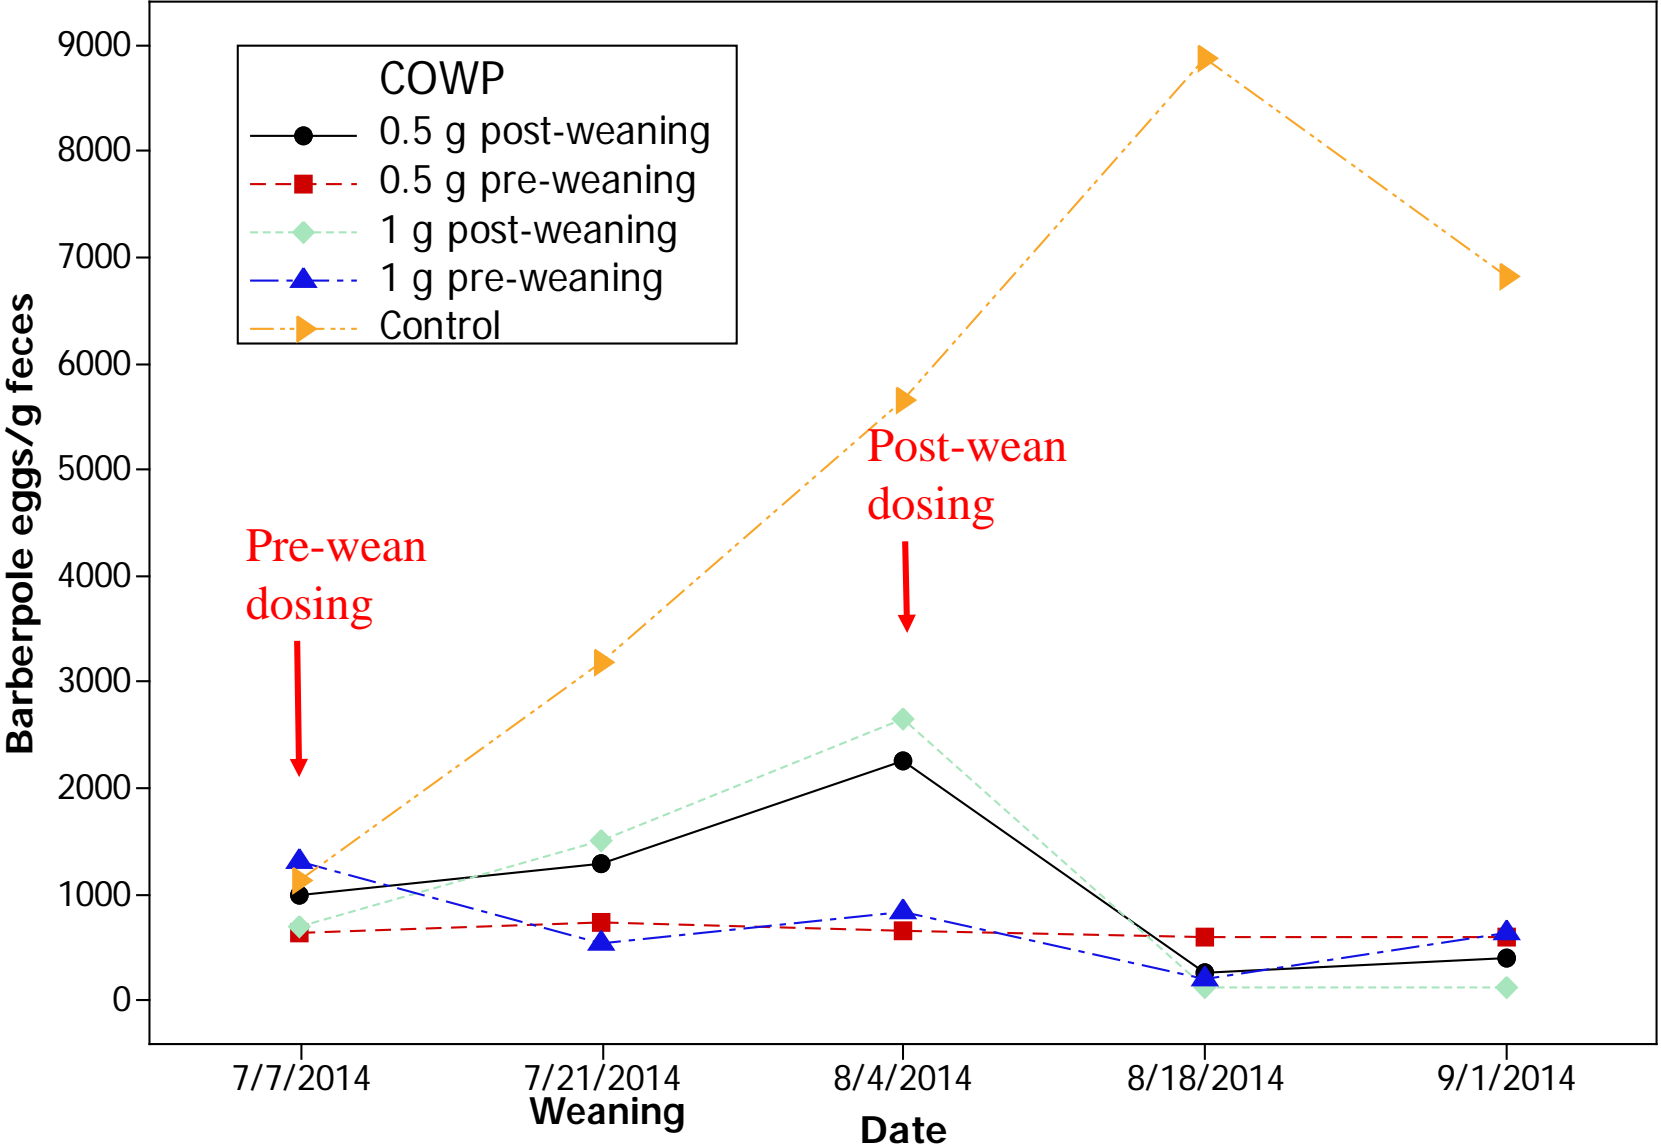 9000
8000
7000
6000
5000
4000
3000
2000
1000
0
Barberpole eggs/g feces
COWP
0.5 g post-weaning
0.5 g pre-weaning
1 g post-weaning
1 g pre-weaning
Control
Pre-wean
dosing
Post-wean
dosing
7/7/2014
7/21/2014
8/4/2014
8/18/2014
9/1/2014
Weaning
Date